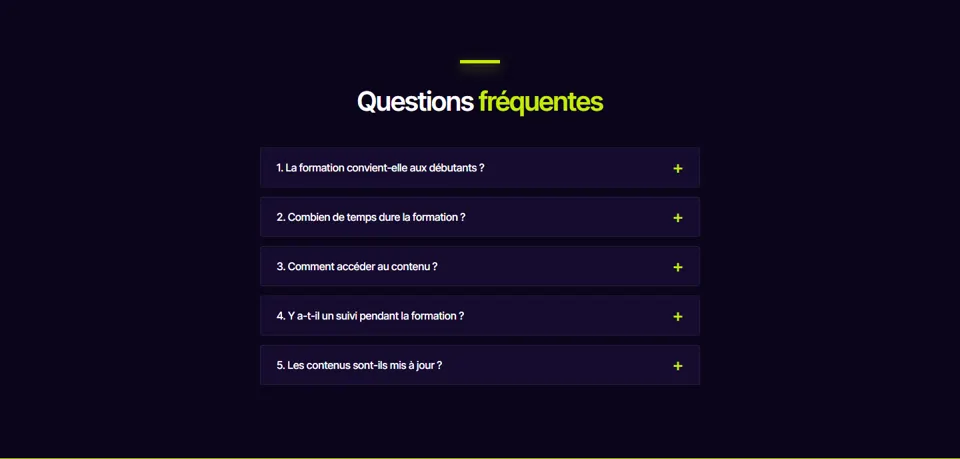 Questions fréquentes
1. La formation convient-elle aux débutants ?
+
2. Combien de temps dure la formation ?
+
3. Comment accéder au contenu ?
+
4. Y a-t-il un suivi pendant la formation ?
+
5. Les contenus sont-ils mis à jour ?
+